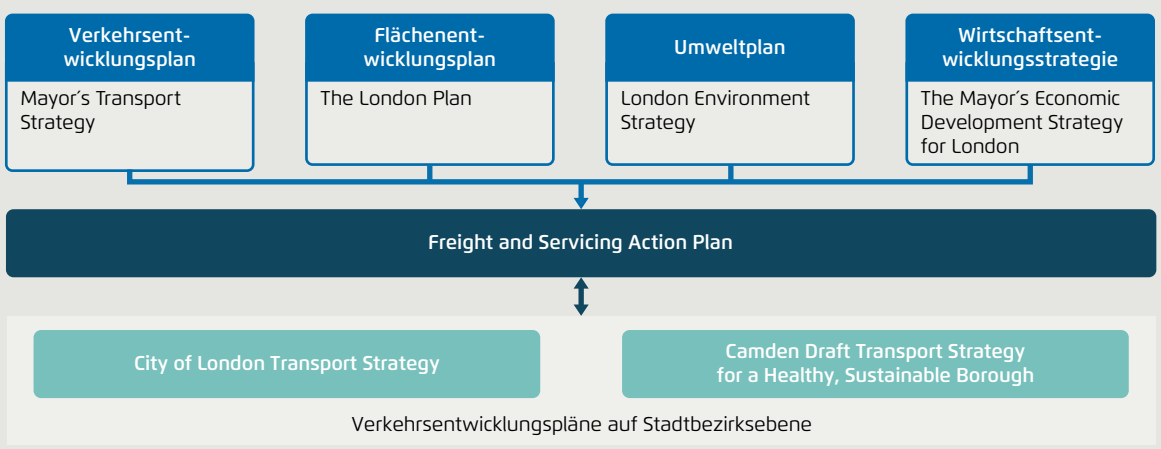 Verkehrsent-
wicklungsplan
Mayor´s Transport
Strategy
Flächenent-
wicklungsplan
The London Plan
Umweltplan
London Environment
Strategy
Wirtschaftsent-
wicklungsstrategie
The Mayor´s Economic
Development Strategy
for London
Freight and Servicing Action Plan
City of London Transport Strategy
Camden Draft Transport Strategy
for a Healthy, Sustainable Borough
Verkehrsentwicklungspläne auf Stadtbezirksebene